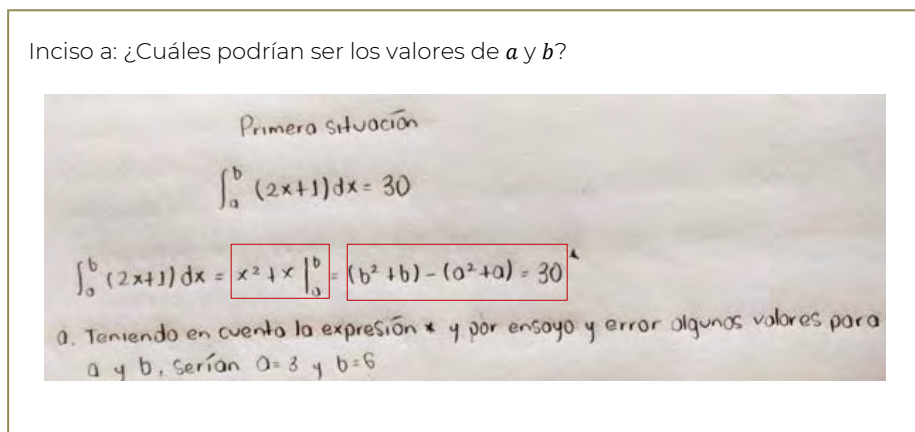 Inciso a: ¿Cuáles podrían ser los valores de a y b?
Primera situación
∫ₐᵇ (2x+1) dx = 30
∫ₐᵇ (2x+1) dx = x² + x |ₐᵇ = (b² + b) - (a² + a) = 30 *
a. Teniendo en cuenta la expresión * y por ensayo y error algunos valores para
a y b, serían a= 3 y b=6